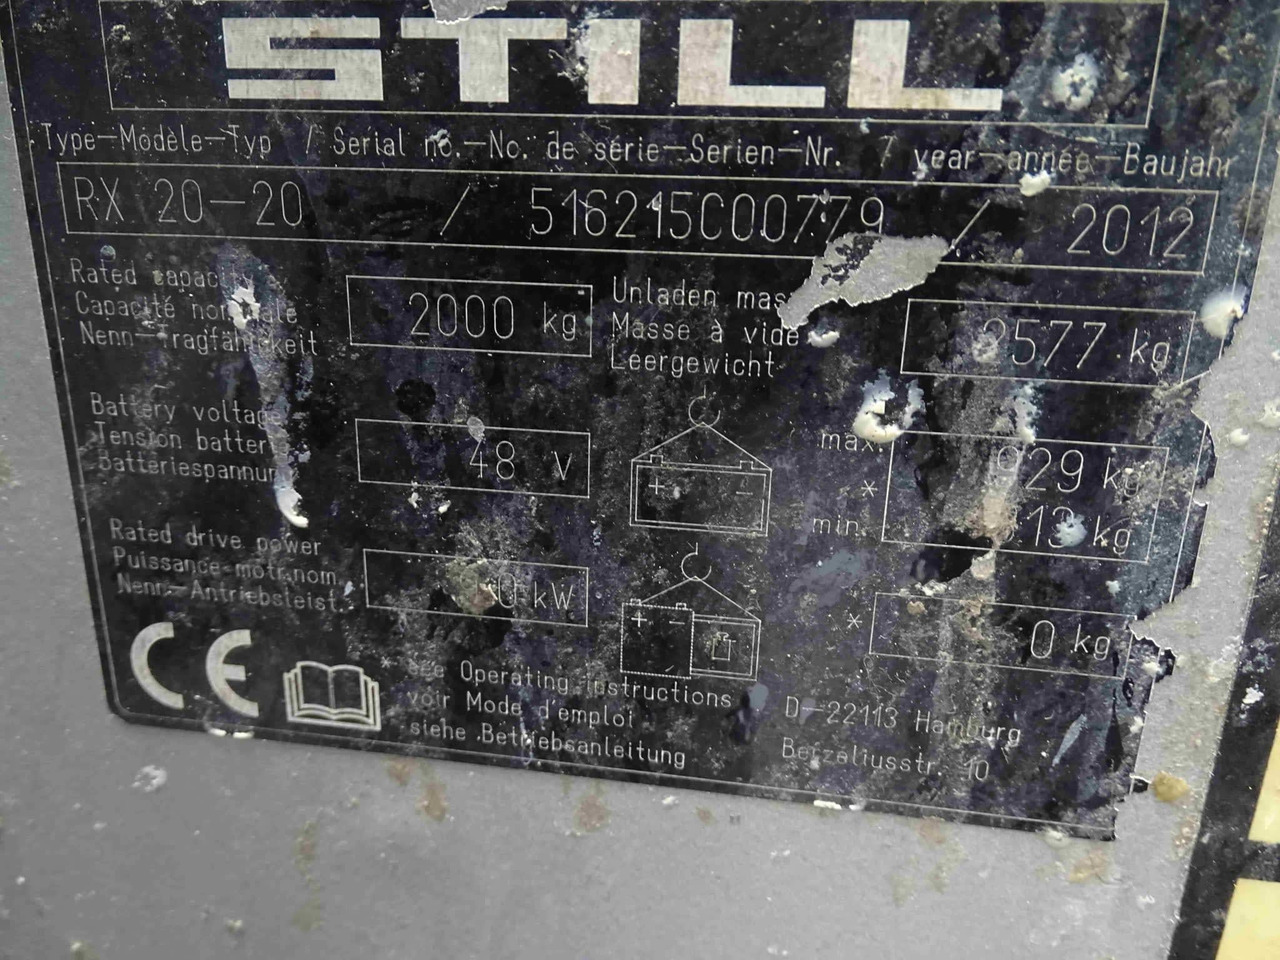 STILL
Type-Modèle-Typ / Serial no.-No. de série-Serien-Nr. / year-année-Baujahr
RX 20-20 / 516215C00779 / 2012
Rated capacity
Capacité nominale
Nenn-Tragfähigkeit
2000 kg
Unladen mass
Masse à vide
Leergewicht
kg
Battery voltage
Tension batterie
Batteriespannung
48 V
+ -
max.
kg
*
min.
kg
Rated drive power
Puissance motr.nom.
Nenn-Antriebsleist.
kW
+ -
*
0 kg
CE
* see Operating instructions
voir Mode d'emploi
siehe Betriebsanleitung
D-22113 Hamburg
Berzeliusstr. 10